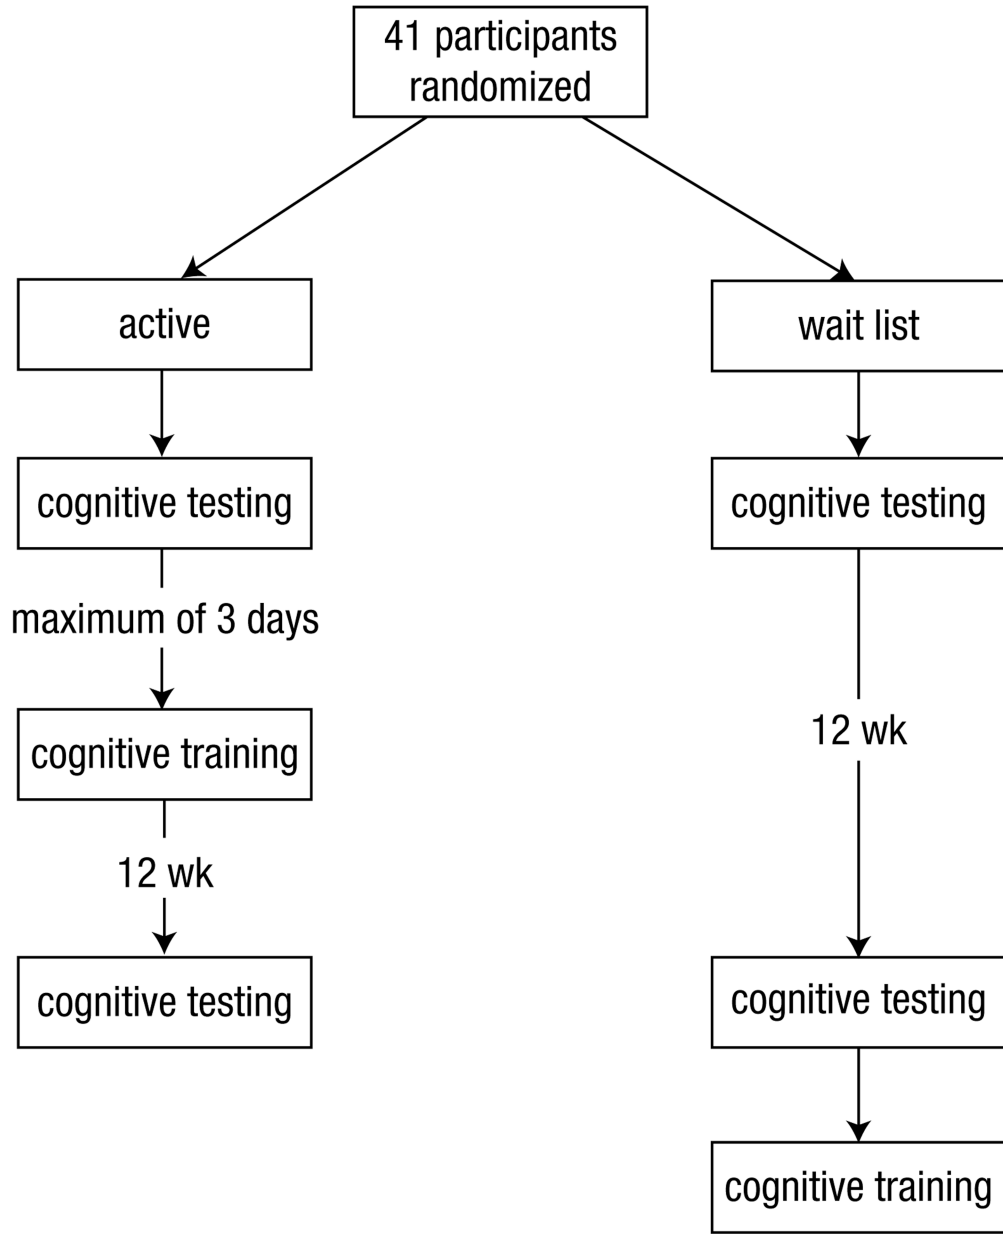 41 participants
randomized
active
wait list
cognitive testing
cognitive testing
maximum of 3 days
cognitive training
12 wk
12 wk
cognitive testing
cognitive testing
cognitive training